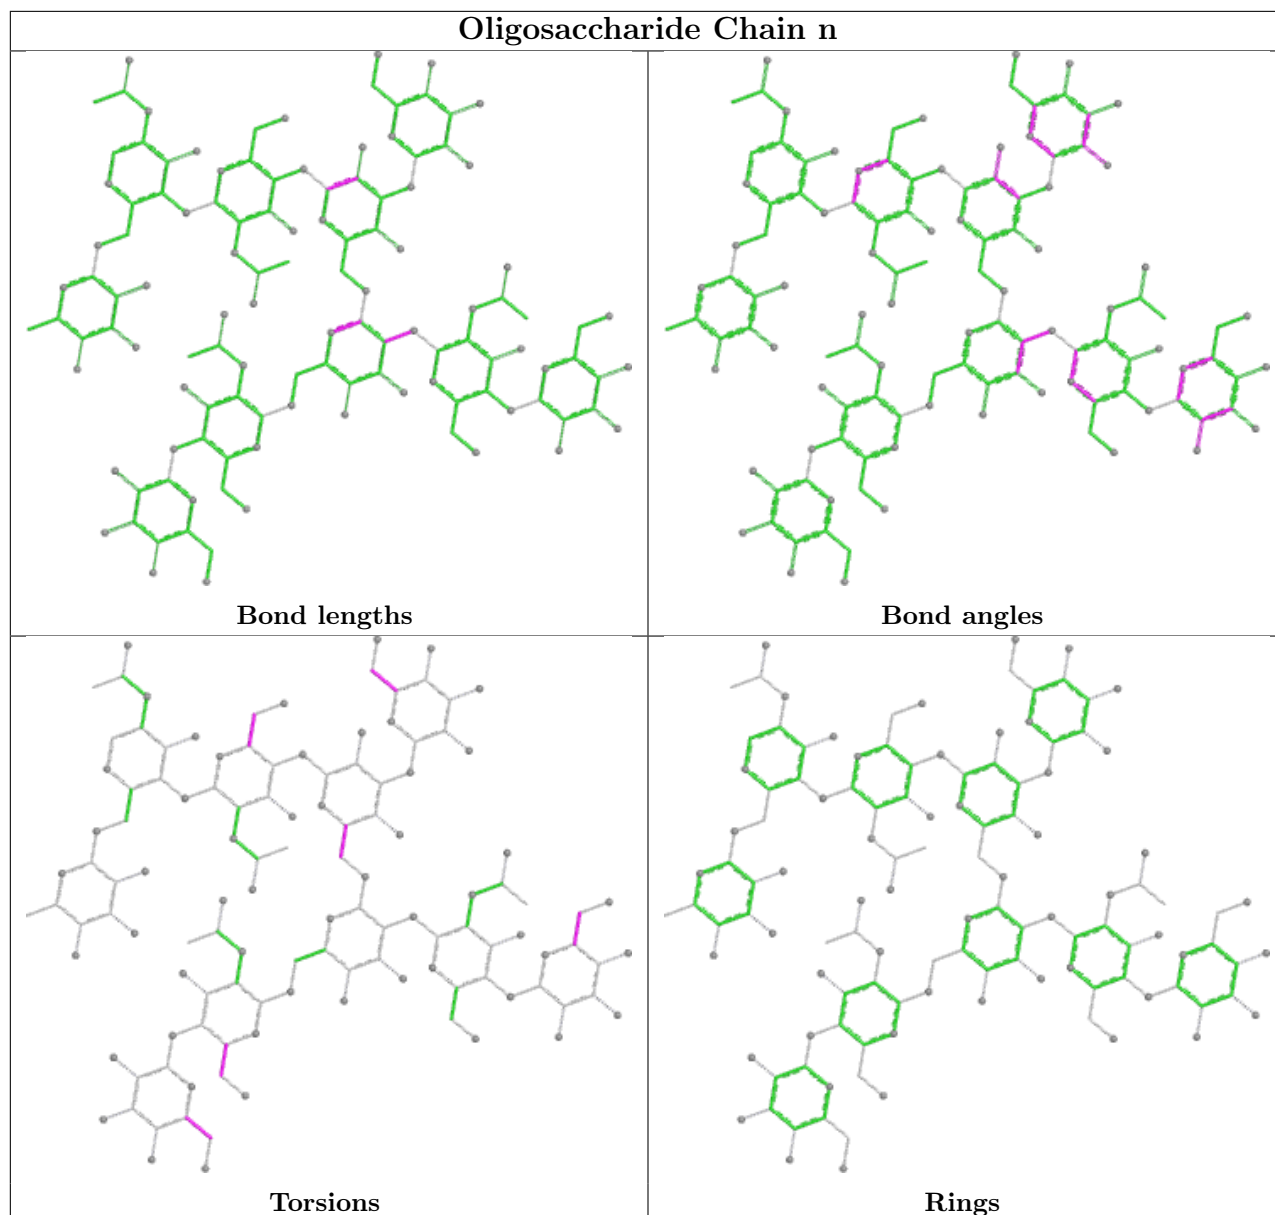 Oligosaccharide Chain n
Bond lengths
Bond angles
Torsions
Rings